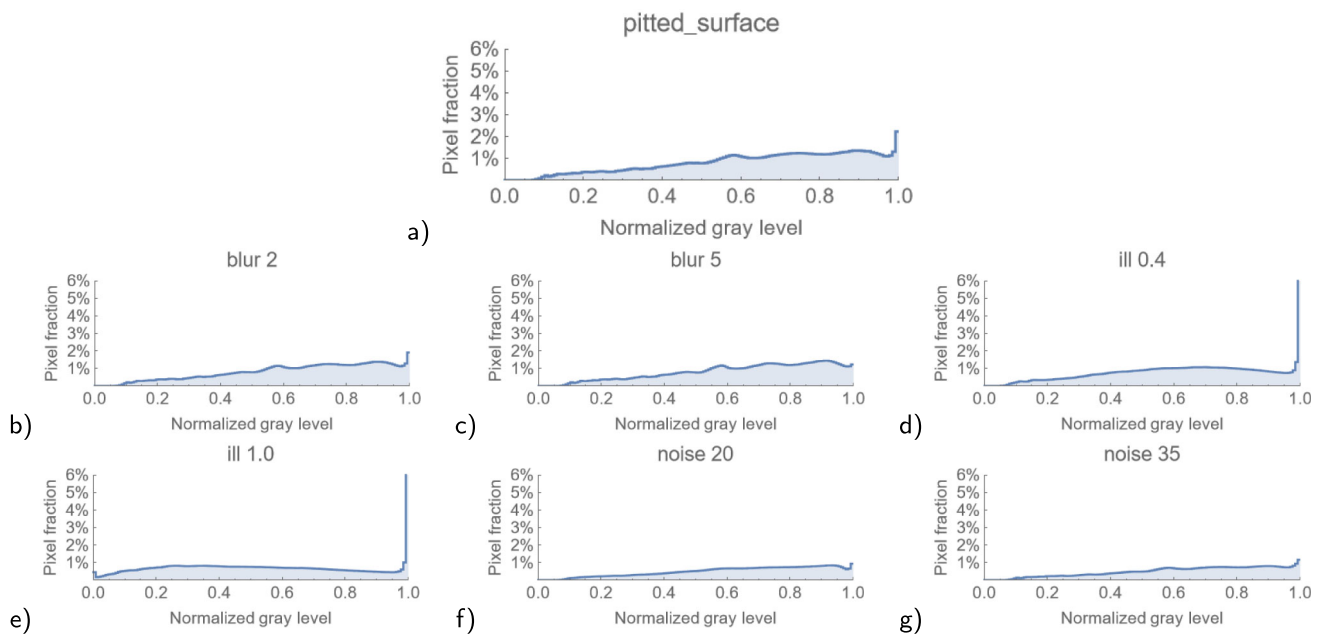 pitted_surface
Pixel fraction
6%
5%
4%
3%
2%
1%
0.0 0.2 0.4 0.6 0.8 1.0
Normalized gray level
a)
blur 2
Pixel fraction
6%
5%
4%
3%
2%
1%
0.0 0.2 0.4 0.6 0.8 1.0
Normalized gray level
b)
blur 5
Pixel fraction
6%
5%
4%
3%
2%
1%
0.0 0.2 0.4 0.6 0.8 1.0
Normalized gray level
c)
ill 0.4
Pixel fraction
6%
5%
4%
3%
2%
1%
0.0 0.2 0.4 0.6 0.8 1.0
Normalized gray level
d)
ill 1.0
Pixel fraction
6%
5%
4%
3%
2%
1%
0.0 0.2 0.4 0.6 0.8 1.0
Normalized gray level
e)
noise 20
Pixel fraction
6%
5%
4%
3%
2%
1%
0.0 0.2 0.4 0.6 0.8 1.0
Normalized gray level
f)
noise 35
Pixel fraction
6%
5%
4%
3%
2%
1%
0.0 0.2 0.4 0.6 0.8 1.0
Normalized gray level
g)